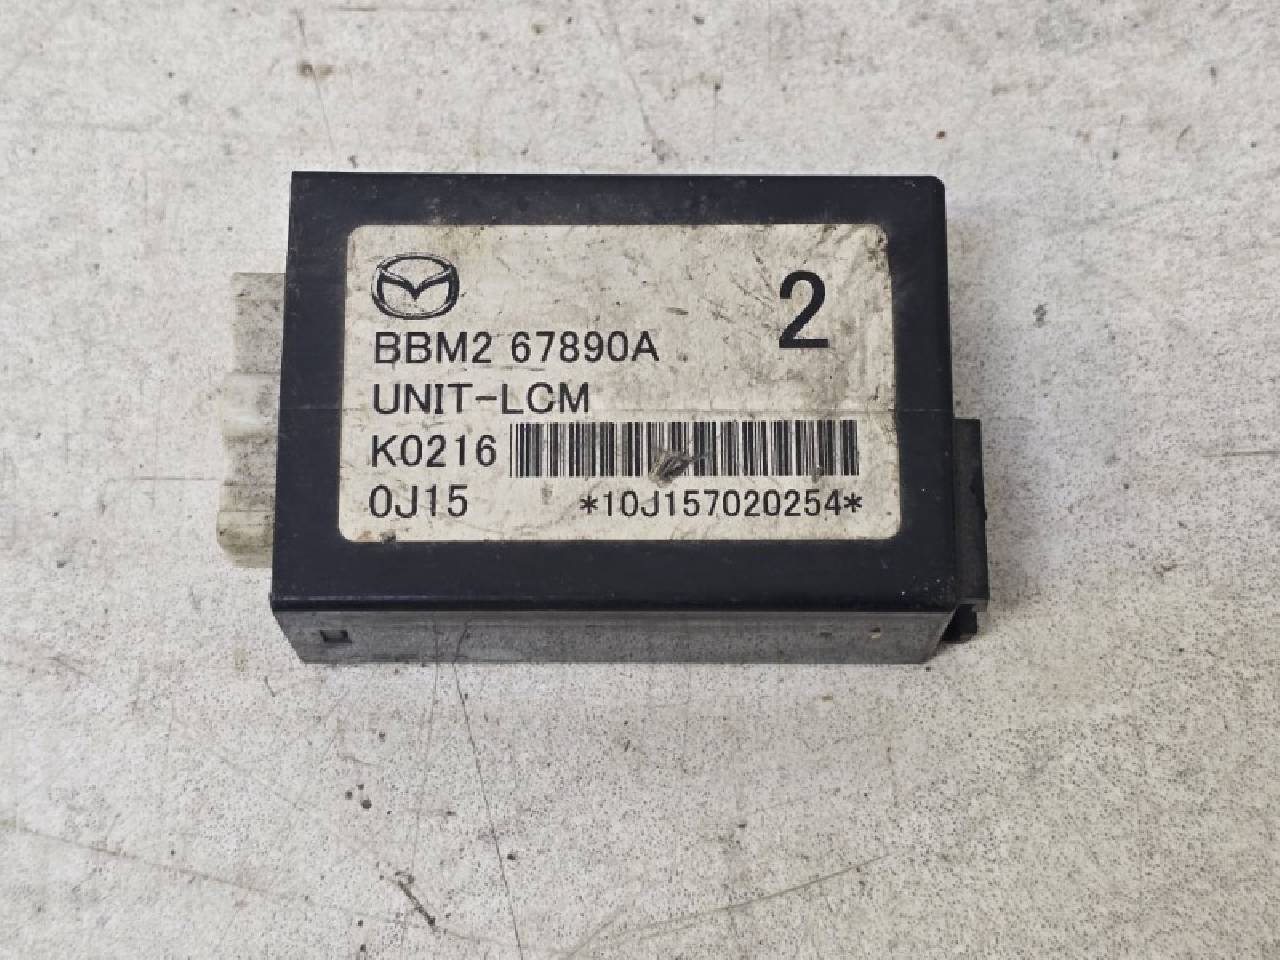 2
BBM2 67890A
UNIT-LCM
K0216
0J15 *10J157020254*